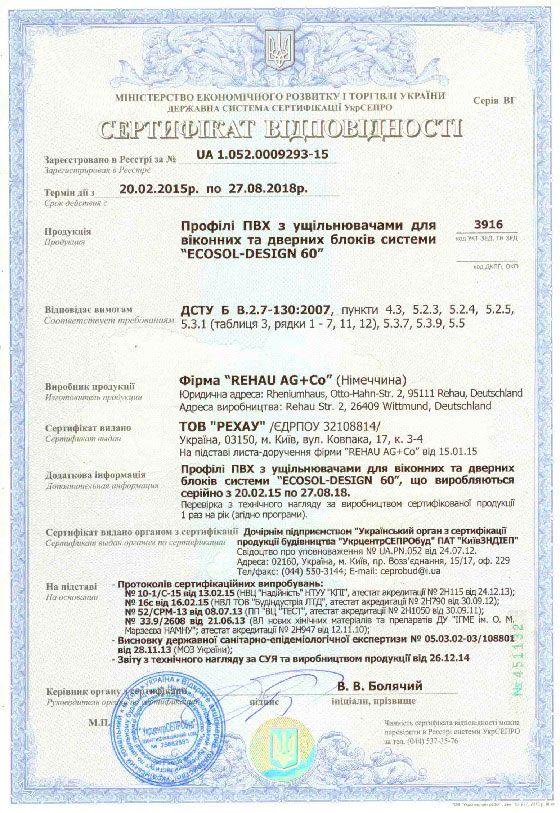 МІНІСТЕРСТВО ЕКОНОМІЧНОГО РОЗВИТКУ І ТОРГІВЛІ УКРАЇНИ
ДЕРЖАВНА СИСТЕМА СЕРТИФІКАЦІЇ УкрСЕПРО
Серія ВГ
СЕРТИФІКАТ ВІДПОВІДНОСТІ
Зареєстровано в Реєстрі за № UA 1.052.0009293-15
Зарегистрирован в Реестре
Термін дії з 20.02.2015р. по 27.08.2018р.
Срок действия с
Продукція Профілі ПВХ з ущільнювачами для 3916
Продукция віконних та дверних блоків системи код УКТ ЗЕД, ТН ВЕД
“ECOSOL-DESIGN 60”
код ДКПП, ОКП
Відповідає вимогам ДСТУ Б В.2.7-130:2007, пункти 4.3, 5.2.3, 5.2.4, 5.2.5,
Соответствует требованиям 5.3.1 (таблиця 3, рядки 1 - 7, 11, 12), 5.3.7, 5.3.9, 5.5
Виробник продукції Фірма “REHAU AG+Co” (Німеччина)
Изготовитель продукции Юридична адреса: Rheniumhaus, Otto-Hahn-Str. 2, 95111 Rehau, Deutschland
Адреса виробництва: Rehau Str. 2, 26409 Wittmund, Deutschland
Сертифікат видано ТОВ "РЕХАУ" /ЄДРПОУ 32108814/
Сертификат выдан Україна, 03150, м. Київ, вул. Ковпака, 17, к. 3-4
На підставі листа-доручення фірми "REHAU AG+Co" від 15.01.15
Додаткова інформація Профілі ПВХ з ущільнювачами для віконних та дверних
Дополнительная информация блоків системи “ECOSOL-DESIGN 60”, що виробляються
серійно з 20.02.15 по 27.08.18.
Перевірка з технічного нагляду за виробництвом сертифікованої продукції
1 раз на рік (згідно програми).
Сертифікат видано органом з сертифікації Дочірнім підприємством "Український орган з сертифікації
Сертификат выдан органом по сертификации продукції будівництва "УкрцентрСЕПРОбуд" ПАТ "КиївЗНДІЕП"
Свідоцтво про уповноваження № UA.PN.052 від 24.07.12.
Адреса: 02160, Україна, м. Київ, пр. Возз'єднання, 15/17, оф. 229
Тел/факс: (044) 550-3144; E-mail: ceprobud@i.ua
На підставі - Протоколів сертифікаційних випробувань:
На основании № 10-1/С-15 від 13.02.15 (НВЦ "Надійність" НТУУ "КПІ", атестат акредитації № 2Н115 від 24.12.13);
№ 16с від 16.02.15 (НВЛ ТОВ "Будіндустрія ЛТД", атестат акредитації № 2Н790 від 30.09.12);
№ 52/СРМ-13 від 08.07.13 (ПП "ВЦ "ТЕСТ", атестат акредитації № 2Н1050 від 30.09.11);
№ 33.9/2608 від 21.06.13 (ВЛ нових хімічних матеріалів та препаратів ДУ "ІГМЕ ім. О. М.
Марзєєва НАМНУ"; атестат акредитації № 2Н947 від 12.11.10);
- Висновку державної санітарно-епідеміологічної експертизи № 05.03.02-03/108801
від 28.11.13 (МОЗ України);
- Звіту з технічного нагляду за СУЯ та виробництвом продукції від 26.12.14
№ 451132
Керівник органу з сертифікації В. В. Болячий
Руководитель органа по сертификации підпис ініціали, прізвище
М.П.
"УкрцентрСЕПРОбуд"
Чинність сертифіката відповідності можна
перевірити в Реєстрі системи УкрСЕПРО
за тел. (044) 537-35-76